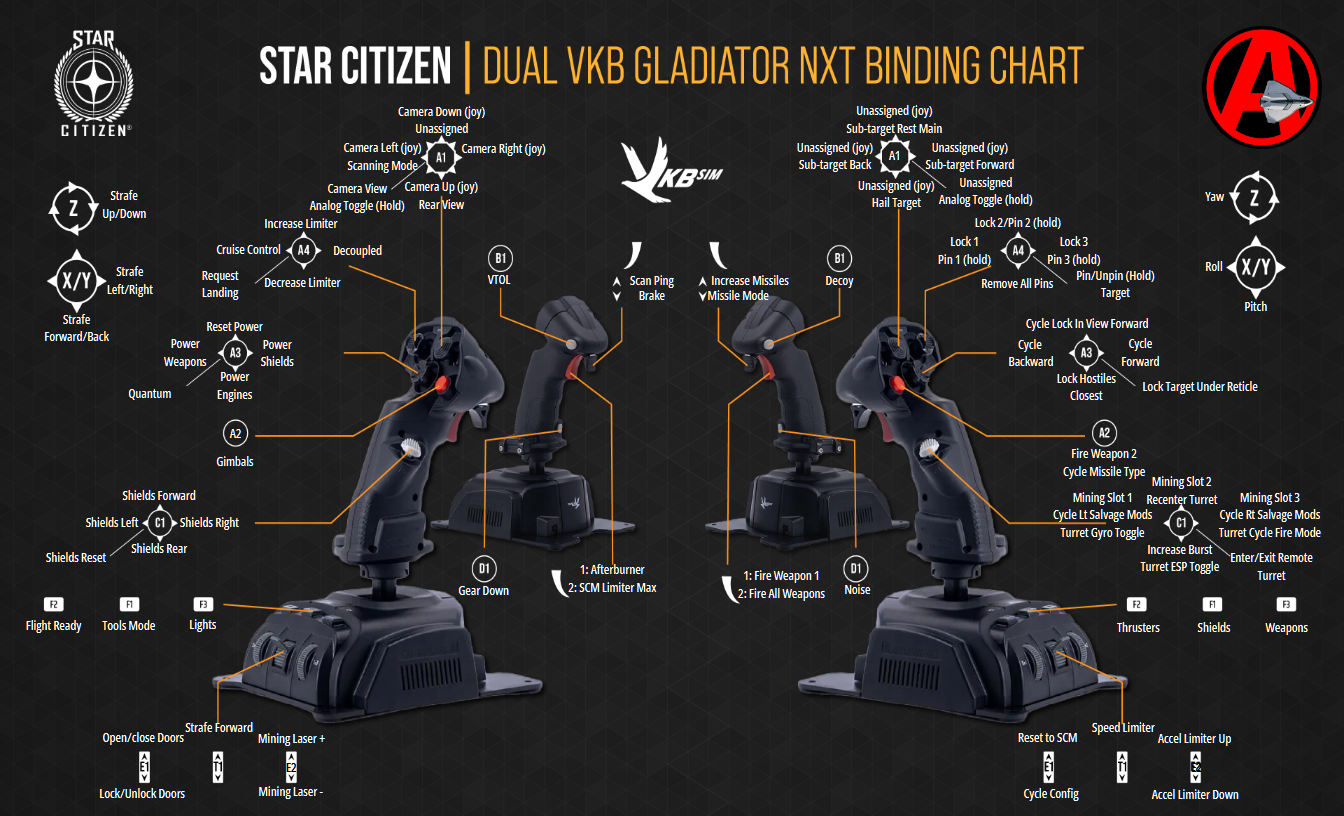 STAR
CITIZEN®
STAR CITIZEN | DUAL VKB GLADIATOR NXT BINDING CHART
A
VKBSIM
Z
Strafe
Up/Down
X/Y
Strafe
Left/Right
Strafe
Forward/Back
Camera Down (joy)
Unassigned
Camera Left (joy)
Scanning Mode
A1
Camera Right (joy)
Camera View
Analog Toggle (Hold)
Camera Up (joy)
Rear View
Increase Limiter
Cruise Control
A4
Decoupled
Request
Landing
Decrease Limiter
Reset Power
Power
Weapons
A3
Power
Shields
Power
Engines
Quantum
A2
Gimbals
Shields Forward
Shields Left
C1
Shields Right
Shields Rear
Shields Reset
F2
Flight Ready
F1
Tools Mode
F3
Lights
Open/close Doors
E1
Lock/Unlock Doors
Strafe Forward
T1
Mining Laser +
E2
Mining Laser -
B1
VTOL
Scan Ping
Brake
D1
Gear Down
1: Afterburner
2: SCM Limiter Max
Increase Missiles
Missile Mode
B1
Decoy
1: Fire Weapon 1
2: Fire All Weapons
D1
Noise
Unassigned (joy)
Sub-target Rest Main
Unassigned (joy)
Sub-target Back
A1
Unassigned (joy)
Sub-target Forward
Unassigned (joy)
Hail Target
Unassigned
Analog Toggle (hold)
Lock 2/Pin 2 (hold)
Lock 1
Pin 1 (hold)
A4
Lock 3
Pin 3 (hold)
Remove All Pins
Pin/Unpin (Hold)
Target
Yaw
Z
Roll
X/Y
Pitch
Cycle Lock In View Forward
Cycle
Backward
A3
Cycle
Forward
Lock Hostiles
Closest
Lock Target Under Reticle
A2
Fire Weapon 2
Cycle Missile Type
Mining Slot 2
Recenter Turret
Mining Slot 1
Cycle Lt Salvage Mods
Turret Gyro Toggle
C1
Mining Slot 3
Cycle Rt Salvage Mods
Turret Cycle Fire Mode
Increase Burst
Turret ESP Toggle
Enter/Exit Remote
Turret
F2
Thrusters
F1
Shields
F3
Weapons
Reset to SCM
E1
Cycle Config
Speed Limiter
T1
Accel Limiter Up
E2
Accel Limiter Down